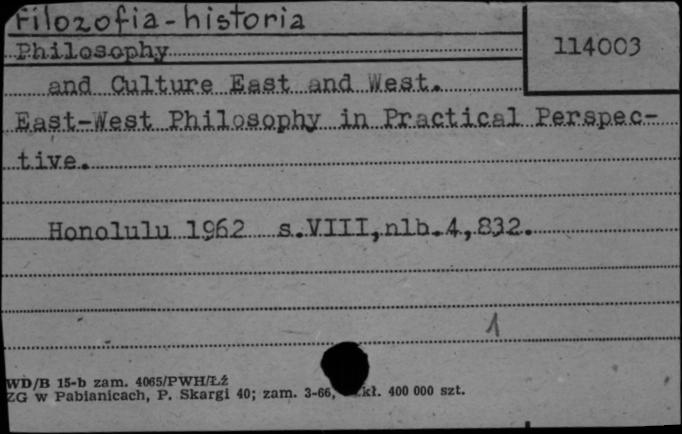 Filozofia-historia
114003
Philosophy
and Culture East and West.
East-West Philosophy in Practical Perspec-
tive.
Honolulu 1962 s.VIII,nlb.4,832.
1
WD/B 15-b zam. 4065/PWH/Łż
ZG w Pabianicach, P. Skargi 40; zam. 3-66, kł. 400 000 szt.